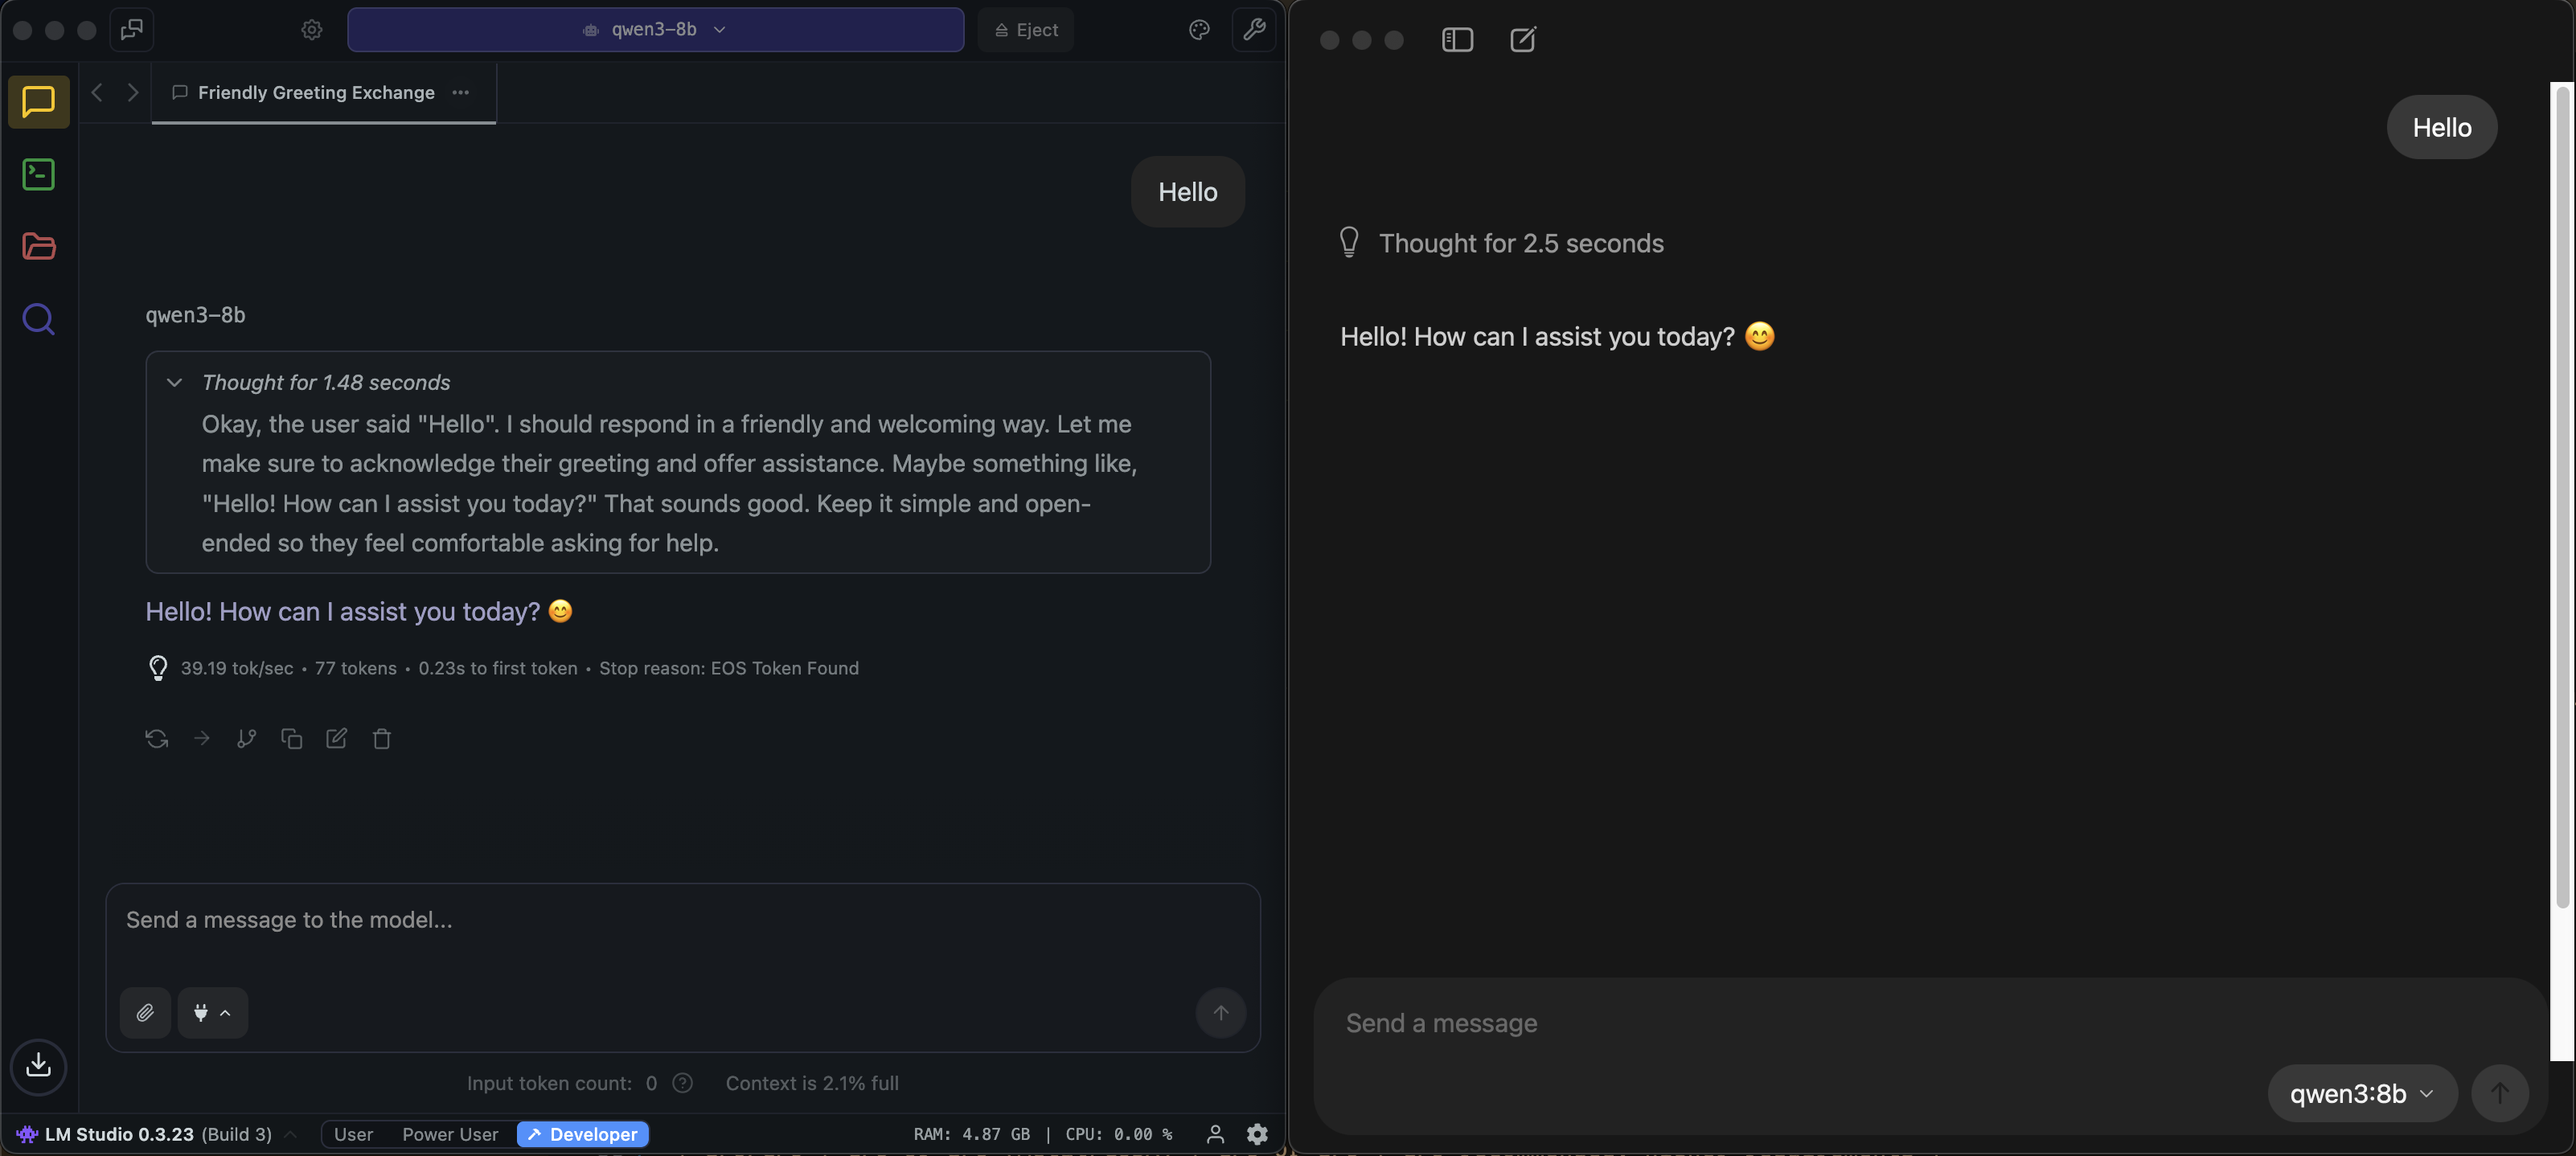 qwen3-8b
Eject
Friendly Greeting Exchange
Hello
qwen3-8b
Thought for 1.48 seconds
Okay, the user said "Hello". I should respond in a friendly and welcoming way. Let me
make sure to acknowledge their greeting and offer assistance. Maybe something like,
"Hello! How can I assist you today?" That sounds good. Keep it simple and open-
ended so they feel comfortable asking for help.
Hello! How can I assist you today? 😊
39.19 tok/sec • 77 tokens • 0.23s to first token • Stop reason: EOS Token Found
Send a message to the model...
Input token count: 0 Context is 2.1% full
LM Studio 0.3.23 (Build 3) User Power User Developer RAM: 4.87 GB | CPU: 0.00 %
Hello
Thought for 2.5 seconds
Hello! How can I assist you today? 😊
Send a message
qwen3:8b